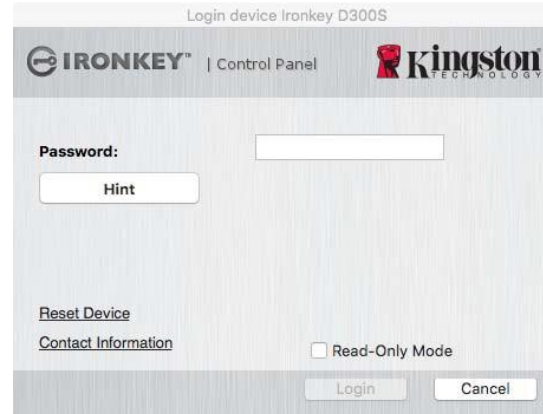 Login device Ironkey D300S
IRONKEY™ | Control Panel
Kingston
TECHNOLOGY
Password:
Hint
Reset Device
Contact Information
Read-Only Mode
Login
Cancel